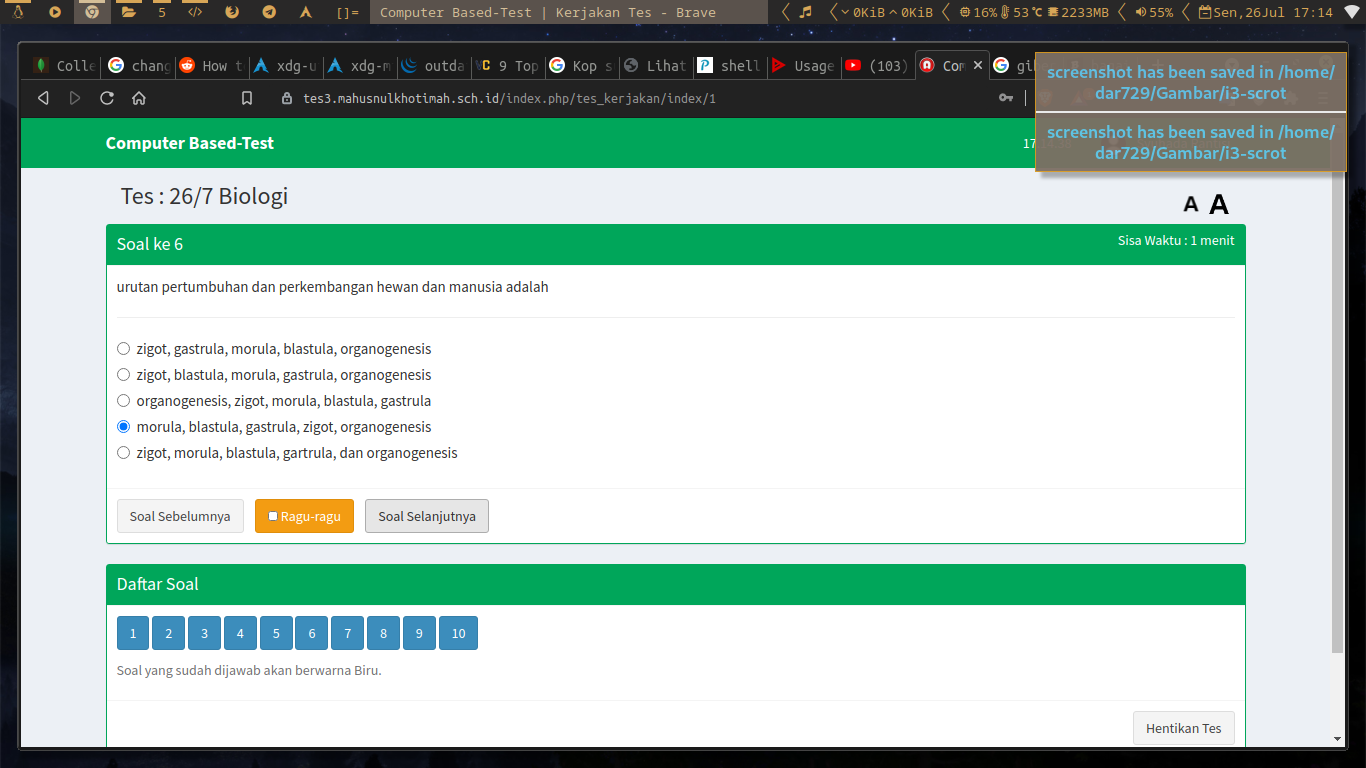 5 </> []= Computer Based-Test | Kerjakan Tes - Brave 0KiB 0KiB 16% 53℃ 2233MB 55% Sen,26Jul 17:14
Colle chang How t xdg-u xdg-m outda 9 Top Kop s Lihat shell Usage (103) Com
tes3.mahusnulkhotimah.sch.id/index.php/tes_kerjakan/index/1
screenshot has been saved in /home/
dar729/Gambar/i3-scrot
screenshot has been saved in /home/
dar729/Gambar/i3-scrot
Computer Based-Test
Tes : 26/7 Biologi
A A
Soal ke 6
Sisa Waktu : 1 menit
urutan pertumbuhan dan perkembangan hewan dan manusia adalah
zigot, gastrula, morula, blastula, organogenesis
zigot, blastula, morula, gastrula, organogenesis
organogenesis, zigot, morula, blastula, gastrula
morula, blastula, gastrula, zigot, organogenesis
zigot, morula, blastula, gartrula, dan organogenesis
Soal Sebelumnya Ragu-ragu Soal Selanjutnya
Daftar Soal
1 2 3 4 5 6 7 8 9 10
Soal yang sudah dijawab akan berwarna Biru.
Hentikan Tes